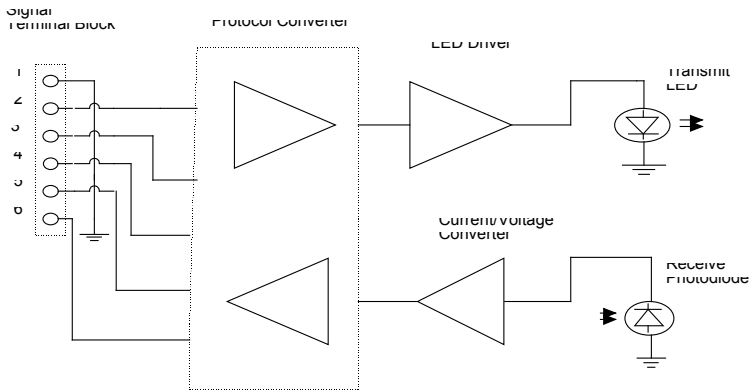 Signal
Terminal Block
Protocol Converter
LED Driver
Transmit
LED
1
2
3
4
5
6
Current/Voltage
Converter
Receive
Photodiode